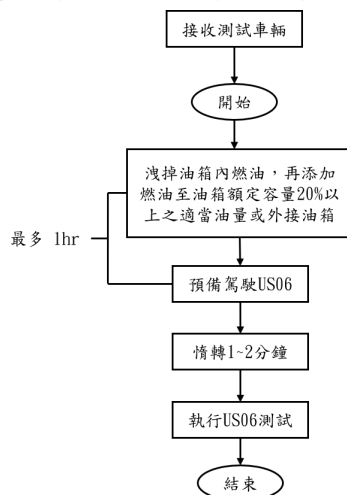 接收測試車輛
開始
洩掉油箱內燃油，再添加
燃油至油箱額定容量20%以
上之適當油量或外接油箱
最多 1hr
預備駕駛US06
惰轉1~2分鐘
執行US06測試
結束